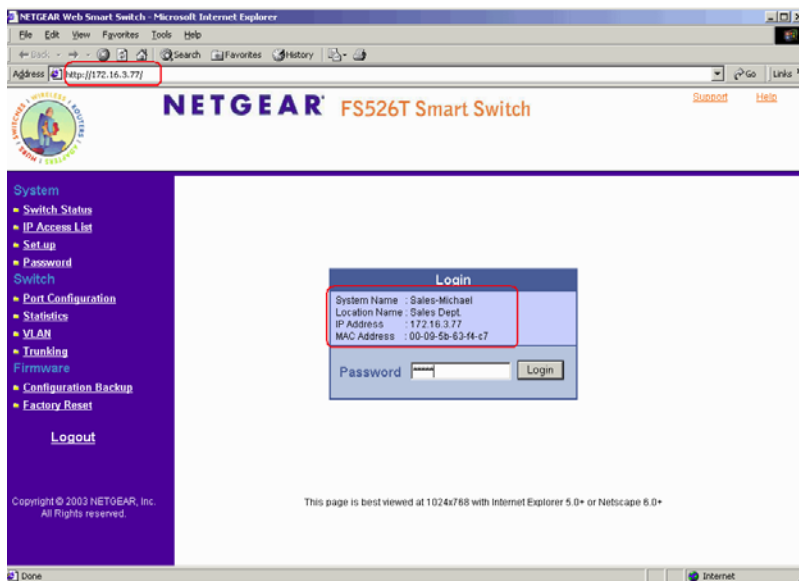 NETGEAR Web Smart Switch - Microsoft Internet Explorer
File Edit View Favorites Tools Help
Back Search Favorites History
Address http://172.16.3.77/ Go Links
WIRELESS ROUTERS ADAPTERS HUBS SWITCHES
NETGEAR FS526T Smart Switch
Support Help
System
Switch Status
IP Access List
Set up
Password
Switch
Port Configuration
Statistics
VLAN
Trunking
Firmware
Configuration Backup
Factory Reset
Logout
Copyright © 2003 NETGEAR, Inc.
All Rights reserved.
Login
System Name : Sales-Michael
Location Name : Sales Dept.
IP Address : 172.16.3.77
MAC Address : 00-09-5b-63-f4-c7
Password ***** Login
This page is best viewed at 1024x768 with Internet Explorer 5.0+ or Netscape 6.0+
Done Internet